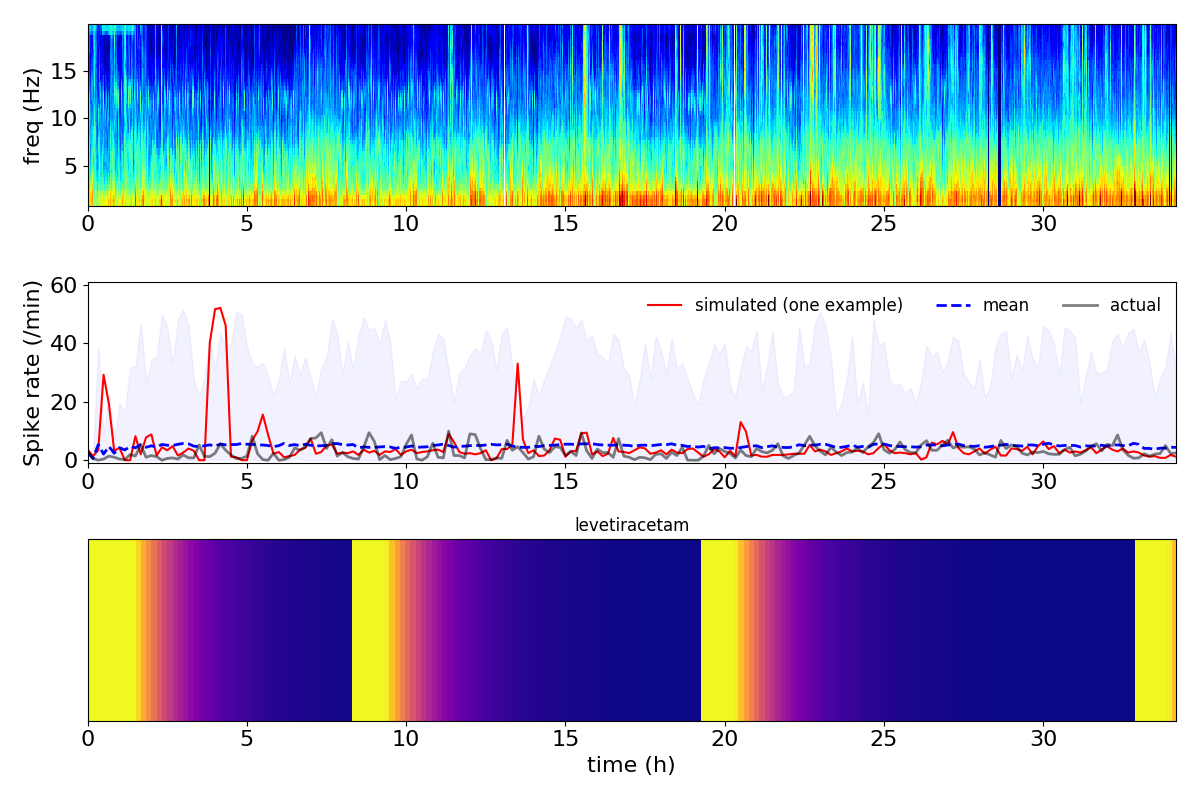 freq (Hz)
15
10
5
0 5 10 15 20 25 30
Spike rate (/min)
60
40
20
0
simulated (one example) mean actual
0 5 10 15 20 25 30
levetiracetam
0 5 10 15 20 25 30
time (h)